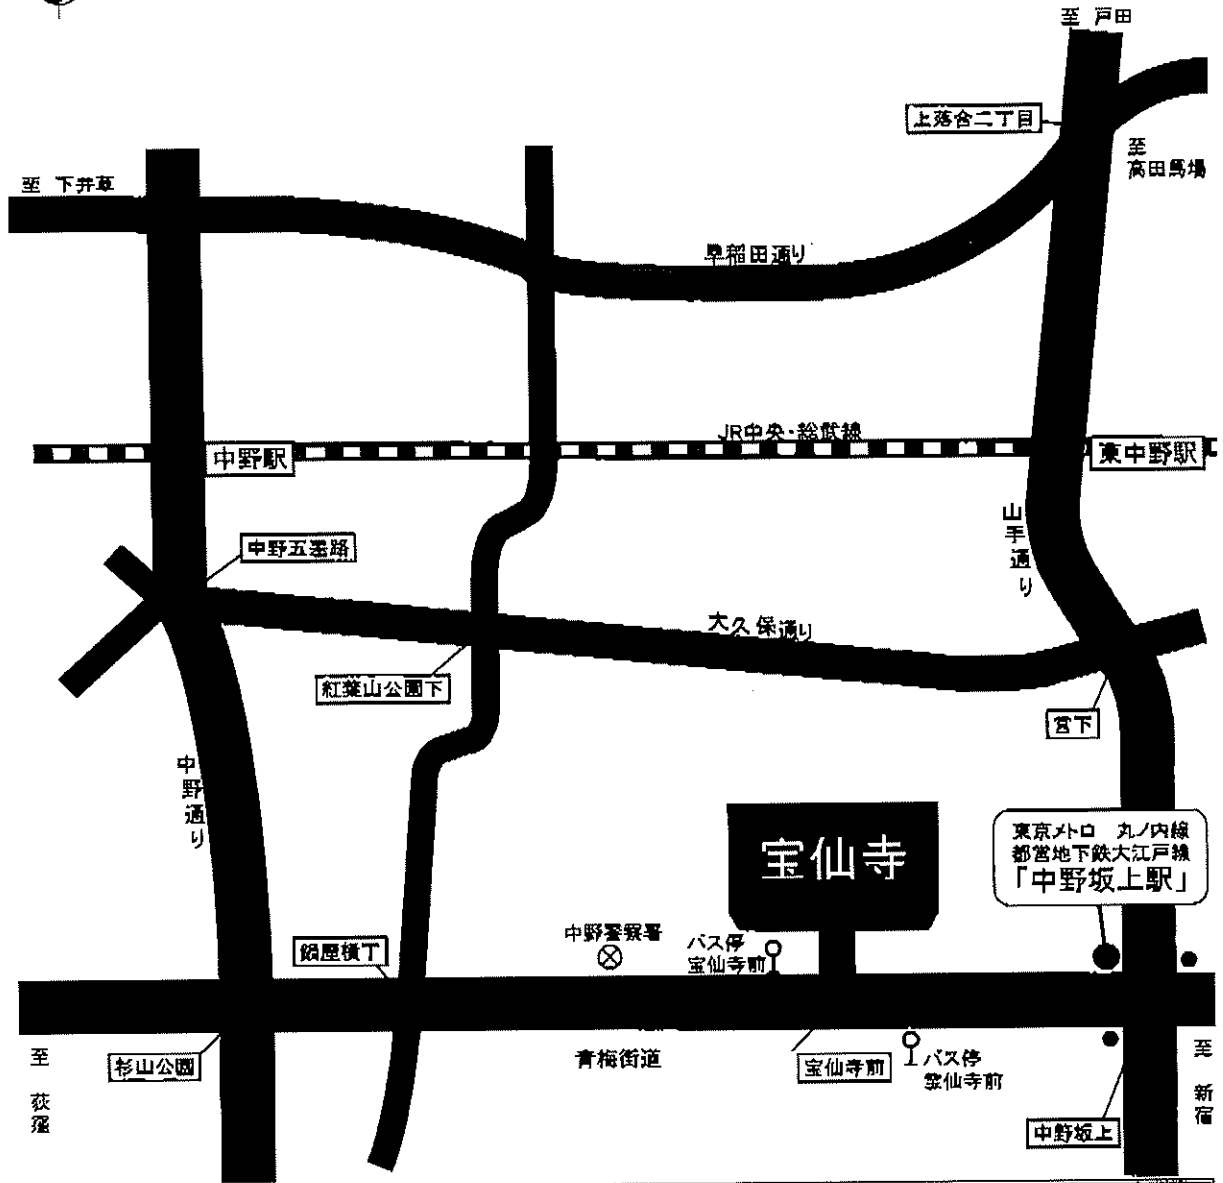 至 戸田
上落合二丁目
至
高田馬場
至 下井草
早稲田通り
JR中央・総武線
中野駅
東中野駅
山手通り
中野五差路
大久保通り
紅葉山公園下
宮下
中野通り
宝仙寺
東京メトロ 丸ノ内線
都営地下鉄大江戸線
「中野坂上駅」
中野警察署
バス停
宝仙寺前
鍋屋横丁
青梅街道
杉山公園
宝仙寺前
バス停
宝仙寺前
至 荻窪
至 新宿
中野坂上